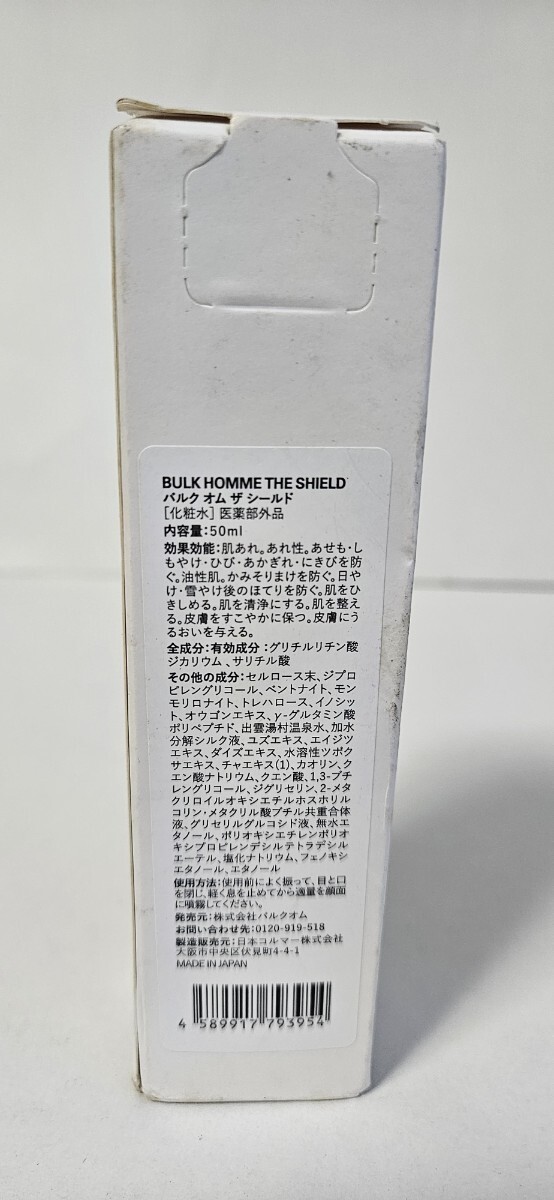 BULK HOMME THE SHIELD
バルク オム ザ シールド
[化粧水] 医薬部外品
内容量:50ml
効果効能:肌あれ。あれ性。あせも・し
もやけ・ひび・あかぎれ・にきびを防
ぐ。油性肌。かみそりまけを防ぐ。日や
け・雪やけ後のほてりを防ぐ。肌をひ
きしめる。肌を清浄にする。肌を整え
る。皮膚をすこやかに保つ。皮膚にう
るおいを与える。
全成分:有効成分:グリチルリチン酸
ジカリウム、サリチル酸
その他の成分:セルロース末、ジプロ
ピレングリコール、ベントナイト、モン
モリロナイト、トレハロース、イノシッ
ト、オウゴンエキス、γ-グルタミン酸
ポリペプチド、出雲湯村温泉水、加水
分解シルク液、ユズエキス、エイジツ
エキス、ダイズエキス、水溶性ツボク
サエキス、チャエキス(1)、カオリン、ク
エン酸ナトリウム、クエン酸、1,3-ブチ
レングリコール、ジグリセリン、2-メタ
クリロイルオキシエチルホスホリル
コリン・メタクリル酸ブチル共重合体
液、グリセリルグルコシド液、無水エ
タノール、ポリオキシエチレンポリオ
キシプロピレンデシルテトラデシル
エーテル、塩化ナトリウム、フェノキシ
エタノール、エタノール
使用方法:使用前によく振って、目と口
を閉じ、軽く息を止めてから適量を顔面
に噴霧してください。
発売元:株式会社バルクオム
お問い合わせ先:0120-919-518
製造販売元:日本コルマー株式会社
大阪市中央区伏見町4-4-1
MADE IN JAPAN
4 589917 793954